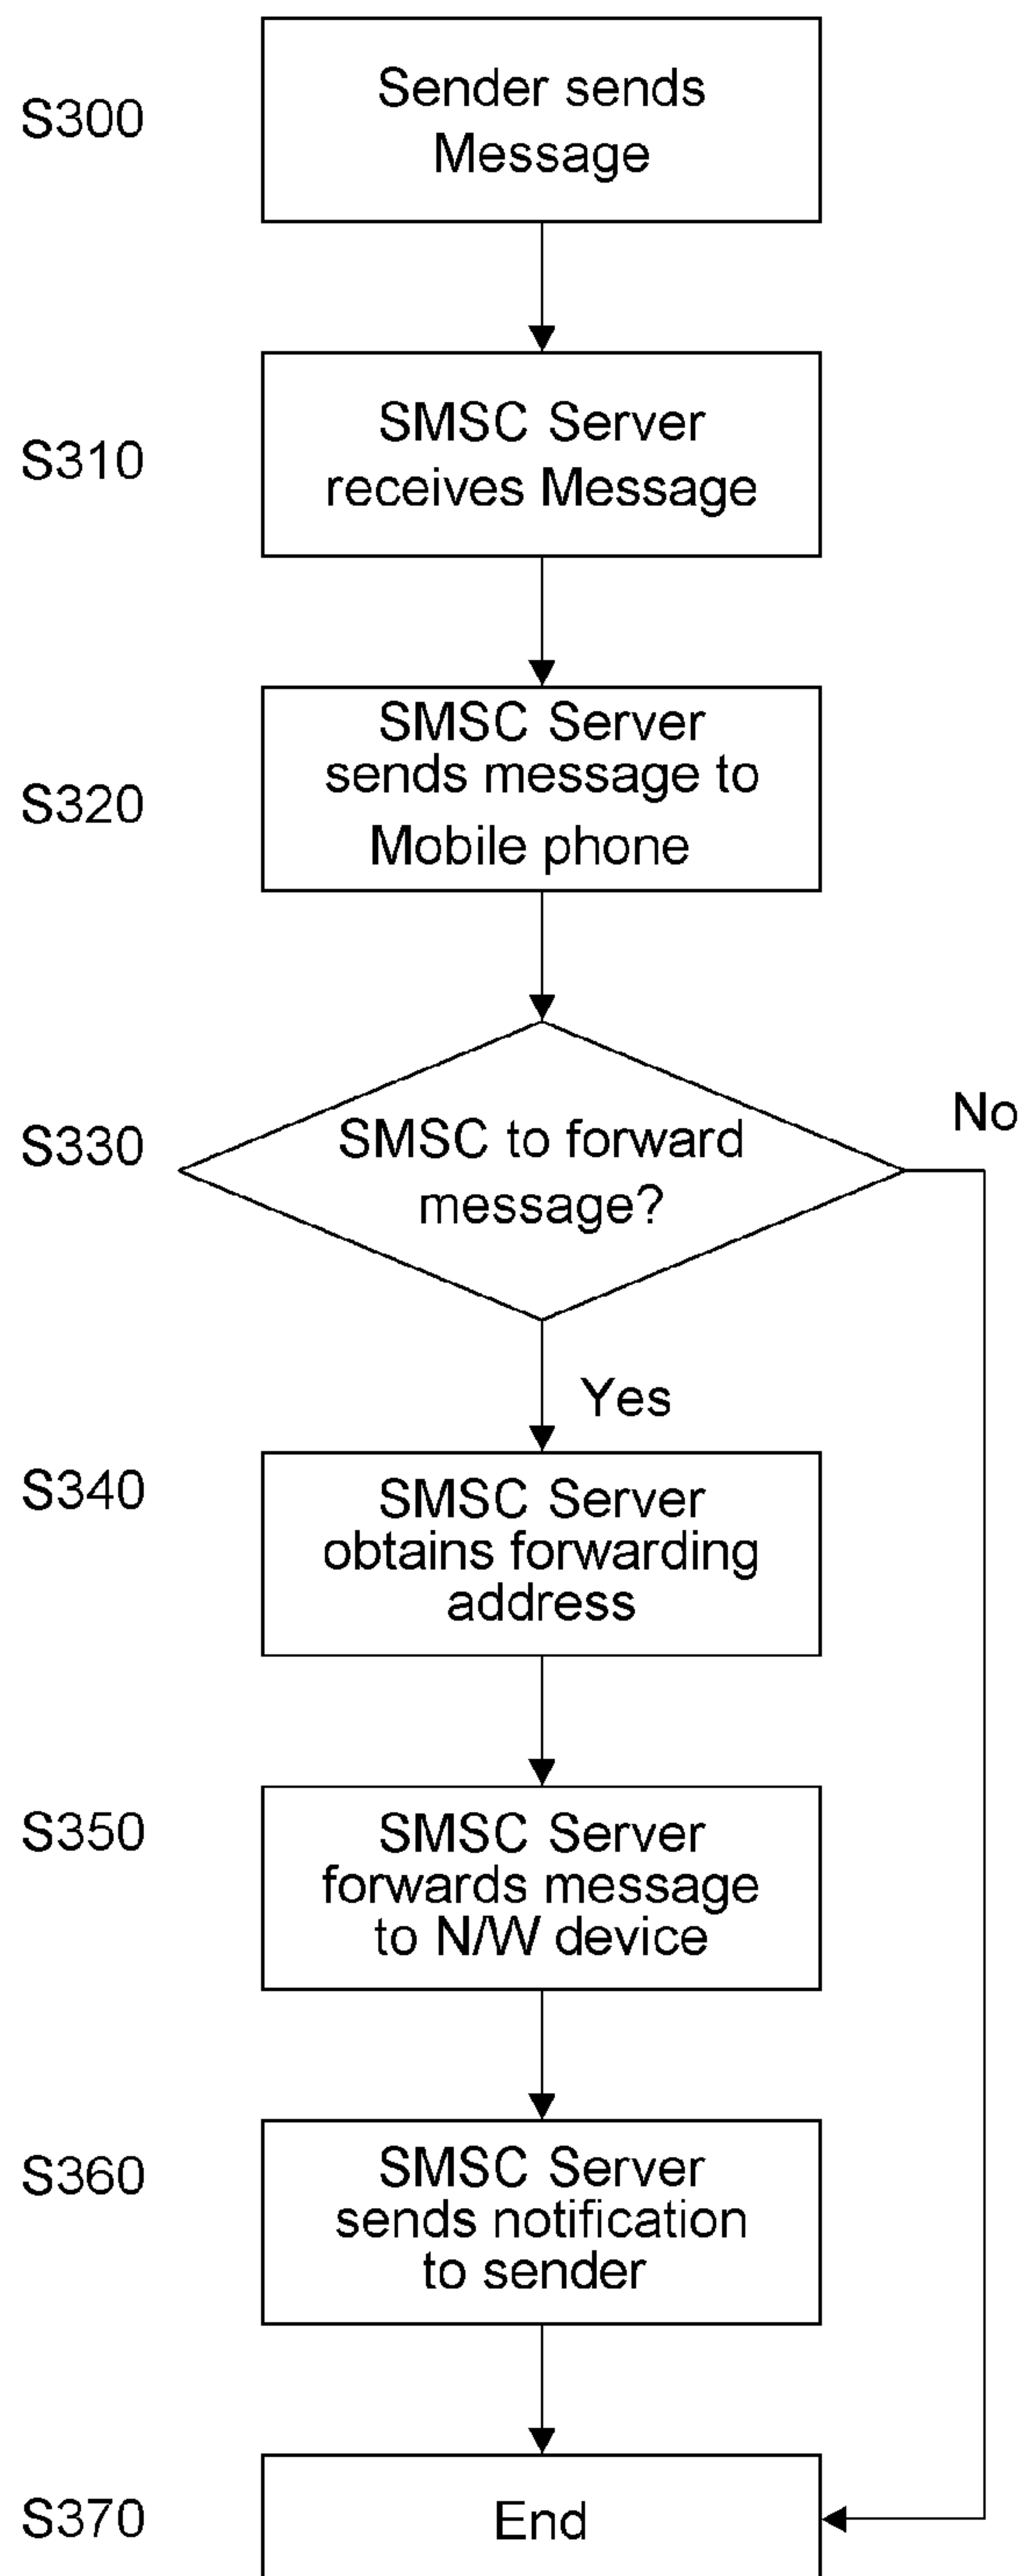 S300
Sender sends
Message
S310
SMSC Server
receives Message
S320
SMSC Server
sends message to
Mobile phone
S330
SMSC to forward
message?
No
Yes
S340
SMSC Server
obtains forwarding
address
S350
SMSC Server
forwards message
to N/W device
S360
SMSC Server
sends notification
to sender
S370
End